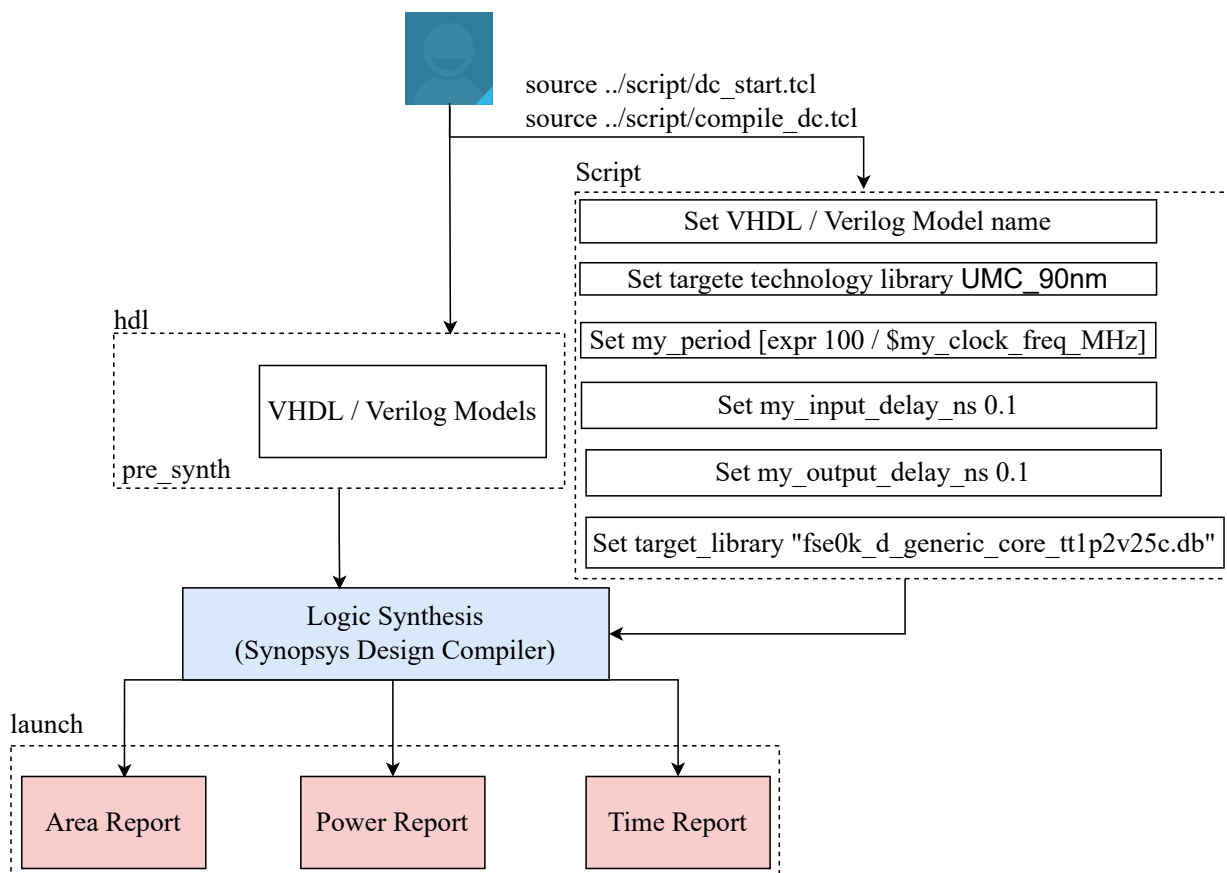 source ../script/dc_start.tcl
source ../script/compile_dc.tcl
Script
Set VHDL / Verilog Model name
Set targete technology library UMC_90nm
Set my_period [expr 100 / $my_clock_freq_MHz]
Set my_input_delay_ns 0.1
Set my_output_delay_ns 0.1
Set target_library "fse0k_d_generic_core_tt1p2v25c.db"
hdl
VHDL / Verilog Models
pre_synth
Logic Synthesis
(Synopsys Design Compiler)
launch
Area Report
Power Report
Time Report